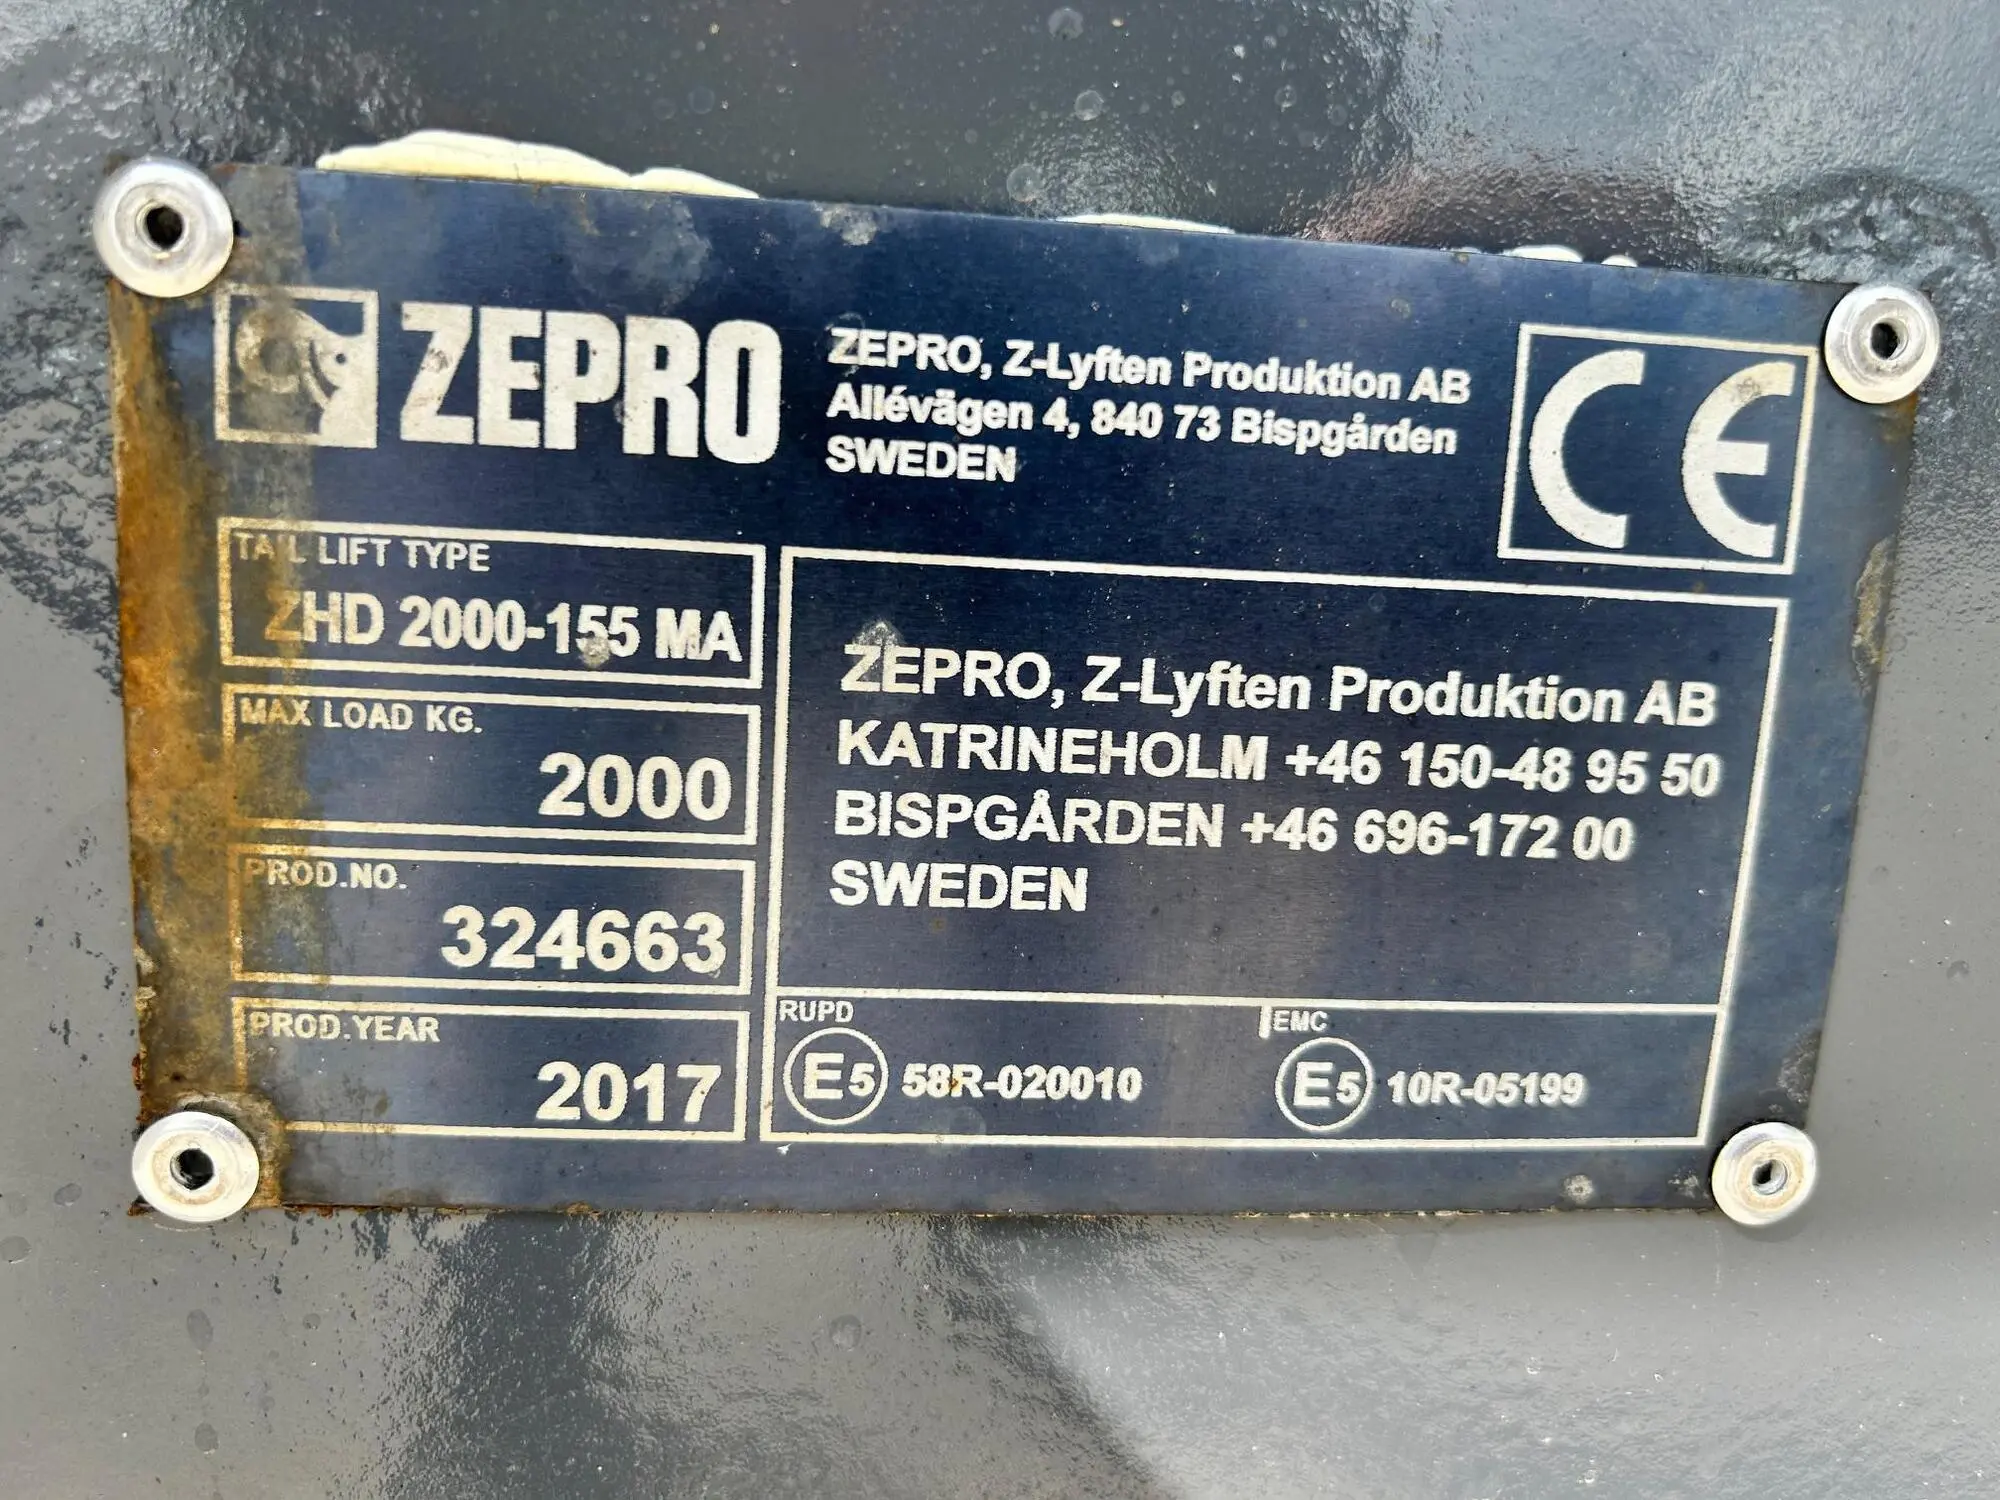 ZEPRO
ZEPRO, Z-Lyften Produktion AB
Allévägen 4, 840 73 Bispgården
SWEDEN
CE
TAIL LIFT TYPE
ZHD 2000-155 MA
MAX LOAD KG.
2000
PROD.NO.
324663
PROD.YEAR
2017
ZEPRO, Z-Lyften Produktion AB
KATRINEHOLM +46 150-48 95 50
BISPGÅRDEN +46 696-172 00
SWEDEN
RUPD
E5 58R-020010
EMC
E5 10R-05199